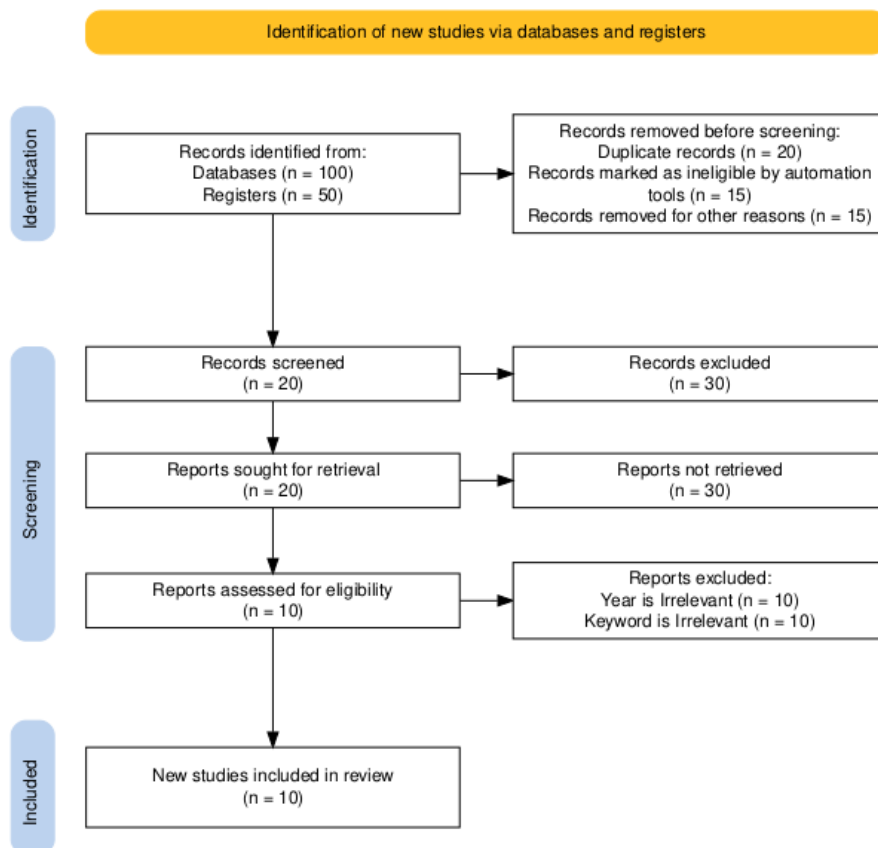 Identification of new studies via databases and registers
Identification
Records identified from:
Databases (n = 100)
Registers (n = 50)
Records removed before screening:
Duplicate records (n = 20)
Records marked as ineligible by automation
tools (n = 15)
Records removed for other reasons (n = 15)
Screening
Records screened
(n = 20)
Records excluded
(n = 30)
Reports sought for retrieval
(n = 20)
Reports not retrieved
(n = 30)
Reports assessed for eligibility
(n = 10)
Reports excluded:
Year is Irrelevant (n = 10)
Keyword is Irrelevant (n = 10)
Included
New studies included in review
(n = 10)